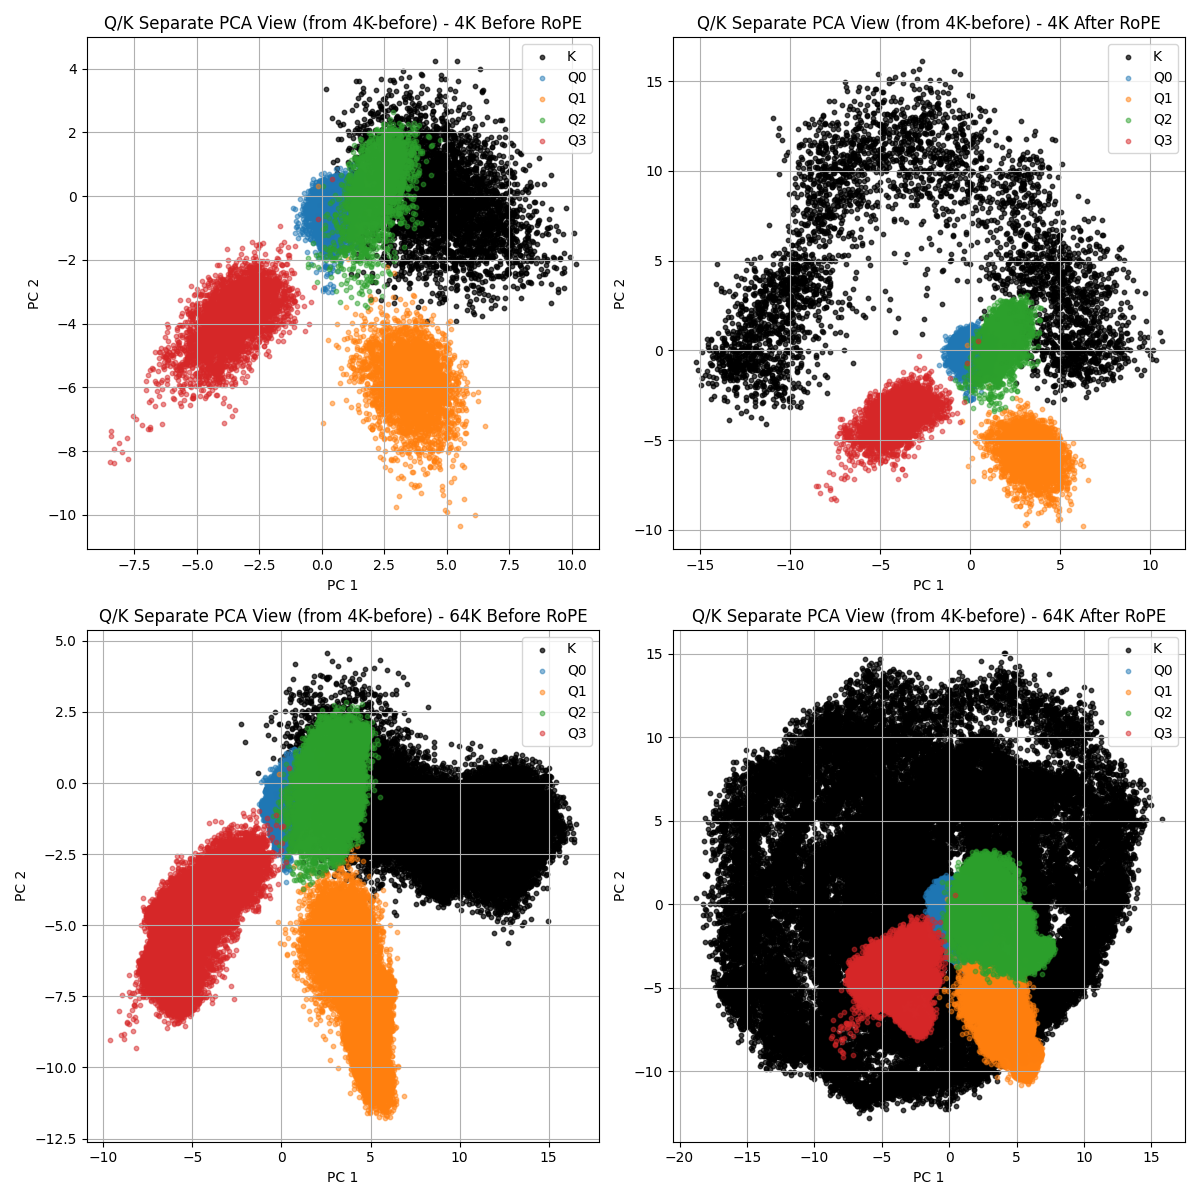 Q/K Separate PCA View (from 4K-before) - 4K Before RoPE
K
Q0
Q1
Q2
Q3
4
2
0
−2
−4
−6
−8
−10
PC 2
−7.5 −5.0 −2.5 0.0 2.5 5.0 7.5 10.0
PC 1
Q/K Separate PCA View (from 4K-before) - 4K After RoPE
K
Q0
Q1
Q2
Q3
15
10
5
0
−5
−10
PC 2
−15 −10 −5 0 5 10
PC 1
Q/K Separate PCA View (from 4K-before) - 64K Before RoPE
K
Q0
Q1
Q2
Q3
5.0
2.5
0.0
−2.5
−5.0
−7.5
−10.0
−12.5
PC 2
−10 −5 0 5 10 15
PC 1
Q/K Separate PCA View (from 4K-before) - 64K After RoPE
K
Q0
Q1
Q2
Q3
15
10
5
0
−5
−10
PC 2
−20 −15 −10 −5 0 5 10 15
PC 1